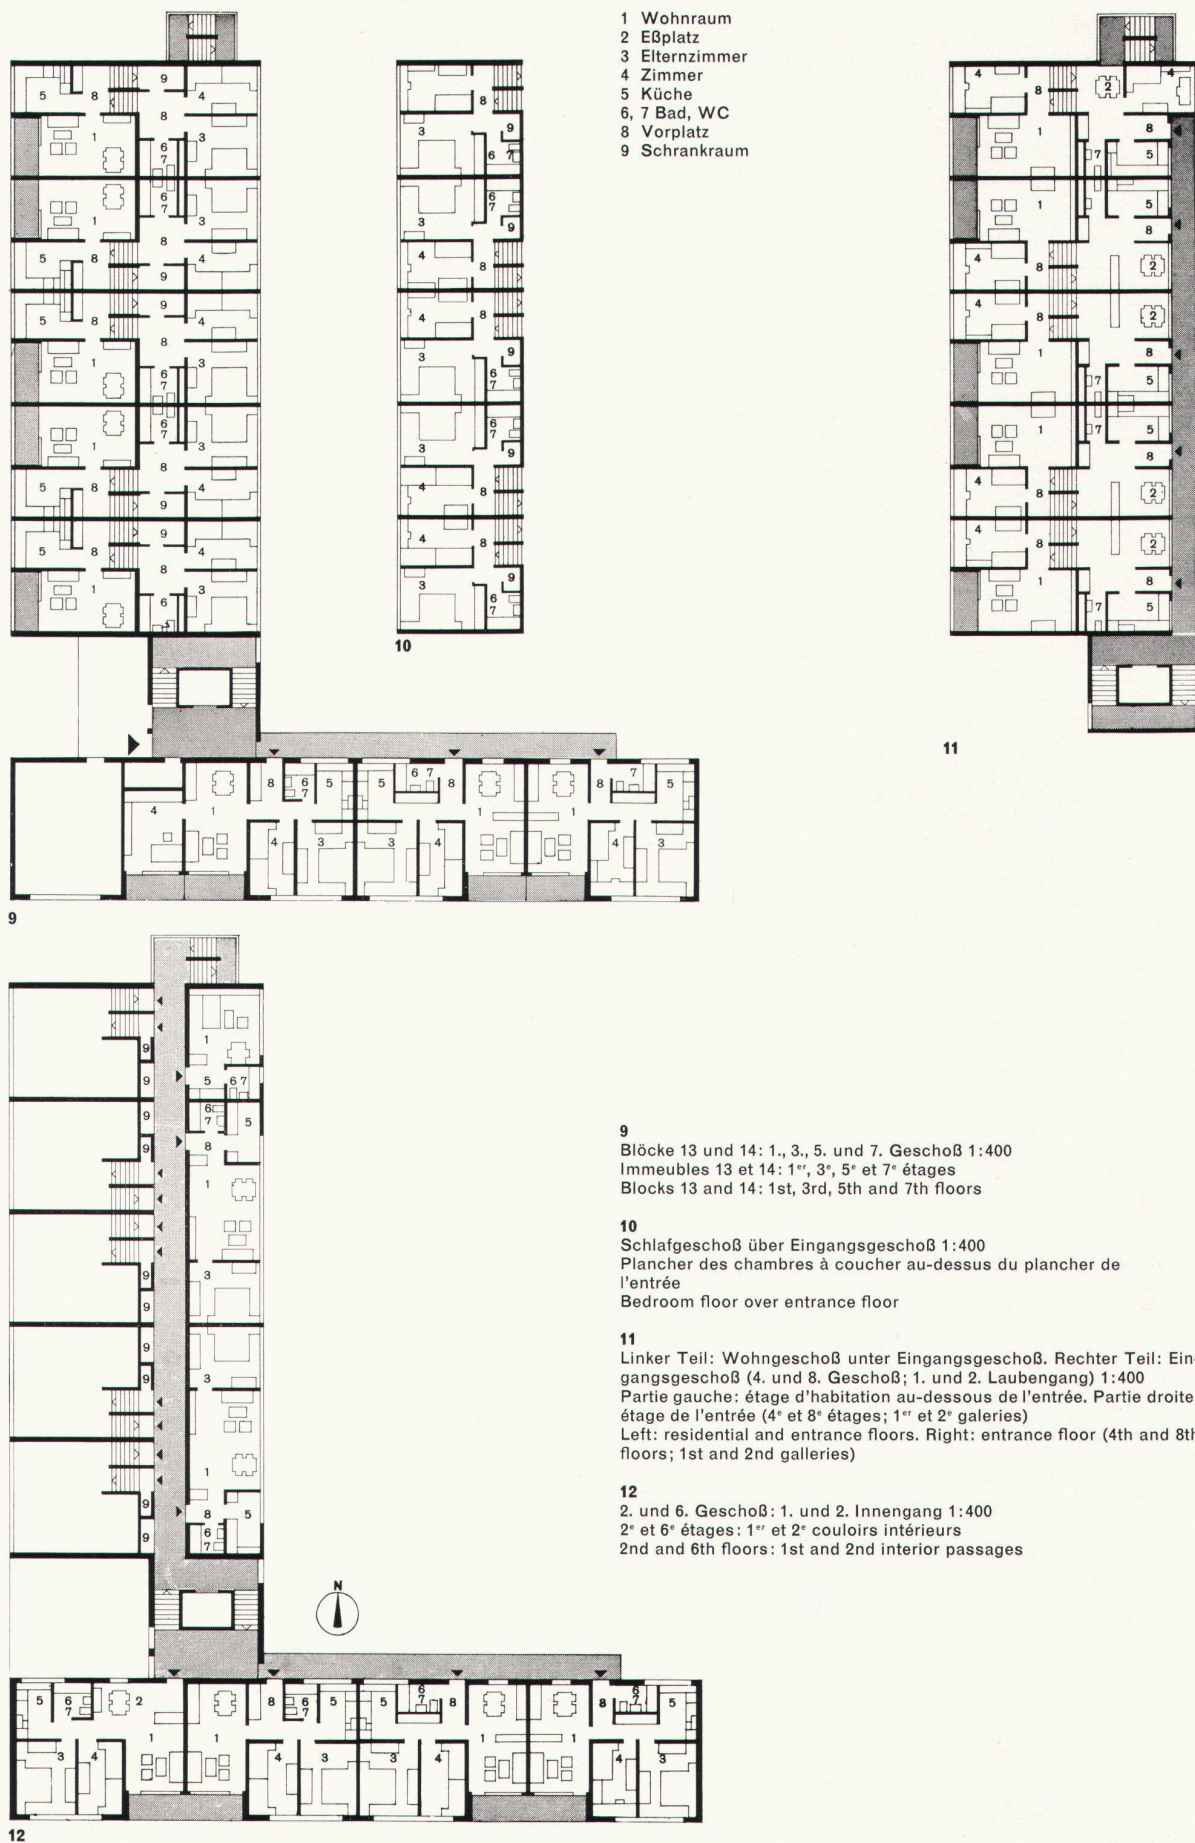 1 Wohnraum
2 Eßplatz
3 Elternzimmer
4 Zimmer
5 Küche
6, 7 Bad, WC
8 Vorplatz
9 Schrankraum
10
11
9
N
12
9
Blöcke 13 und 14: 1., 3., 5. und 7. Geschoß 1:400
Immeubles 13 et 14: 1er, 3e, 5e et 7e étages
Blocks 13 and 14: 1st, 3rd, 5th and 7th floors
10
Schlafgeschoß über Eingangsgeschoß 1:400
Plancher des chambres à coucher au-dessus du plancher de
l'entrée
Bedroom floor over entrance floor
11
Linker Teil: Wohngeschoß unter Eingangsgeschoß. Rechter Teil: Ein-
gangsgeschoß (4. und 8. Geschoß; 1. und 2. Laubengang) 1:400
Partie gauche: étage d'habitation au-dessous de l'entrée. Partie droite
étage de l'entrée (4e et 8e étages; 1er et 2e galeries)
Left: residential and entrance floors. Right: entrance floor (4th and 8th
floors; 1st and 2nd galleries)
12
2. und 6. Geschoß: 1. und 2. Innengang 1:400
2e et 6e étages: 1er et 2e couloirs intérieurs
2nd and 6th floors: 1st and 2nd interior passages